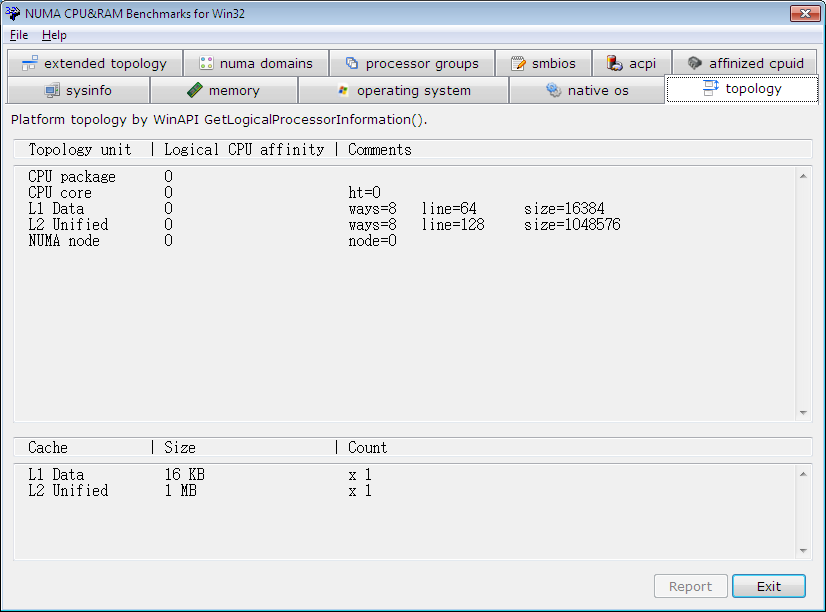 NUMA CPU&RAM Benchmarks for Win32
File Help
extended topology numa domains processor groups smbios acpi affinized cpuid
sysinfo memory operating system native os topology
Platform topology by WinAPI GetLogicalProcessorInformation().
Topology unit | Logical CPU affinity | Comments
CPU package 0
CPU core 0 ht=0
L1 Data 0 ways=8 line=64 size=16384
L2 Unified 0 ways=8 line=128 size=1048576
NUMA node 0 node=0
Cache | Size | Count
L1 Data 16 KB x 1
L2 Unified 1 MB x 1
Report Exit